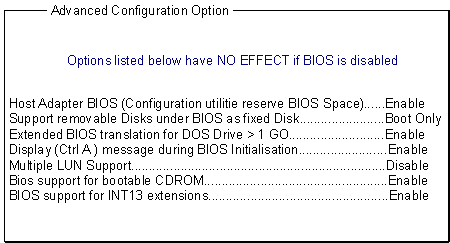 Advanced Configuration Option
Options listed below have NO EFFECT if BIOS is disabled
Host Adapter BIOS (Configuration utilitie reserve BIOS Space)......Enable
Support removable Disks under BIOS as fixed Disk.........................Boot Only
Extended BIOS translation for DOS Drive > 1 GO............................Enable
Display (Ctrl A ) message during BIOS Initialisation..........................Enable
Multiple LUN Support...........................................................................Disable
Bios support for bootable CDROM......................................................Enable
BIOS support for INT13 extensions.....................................................Enable